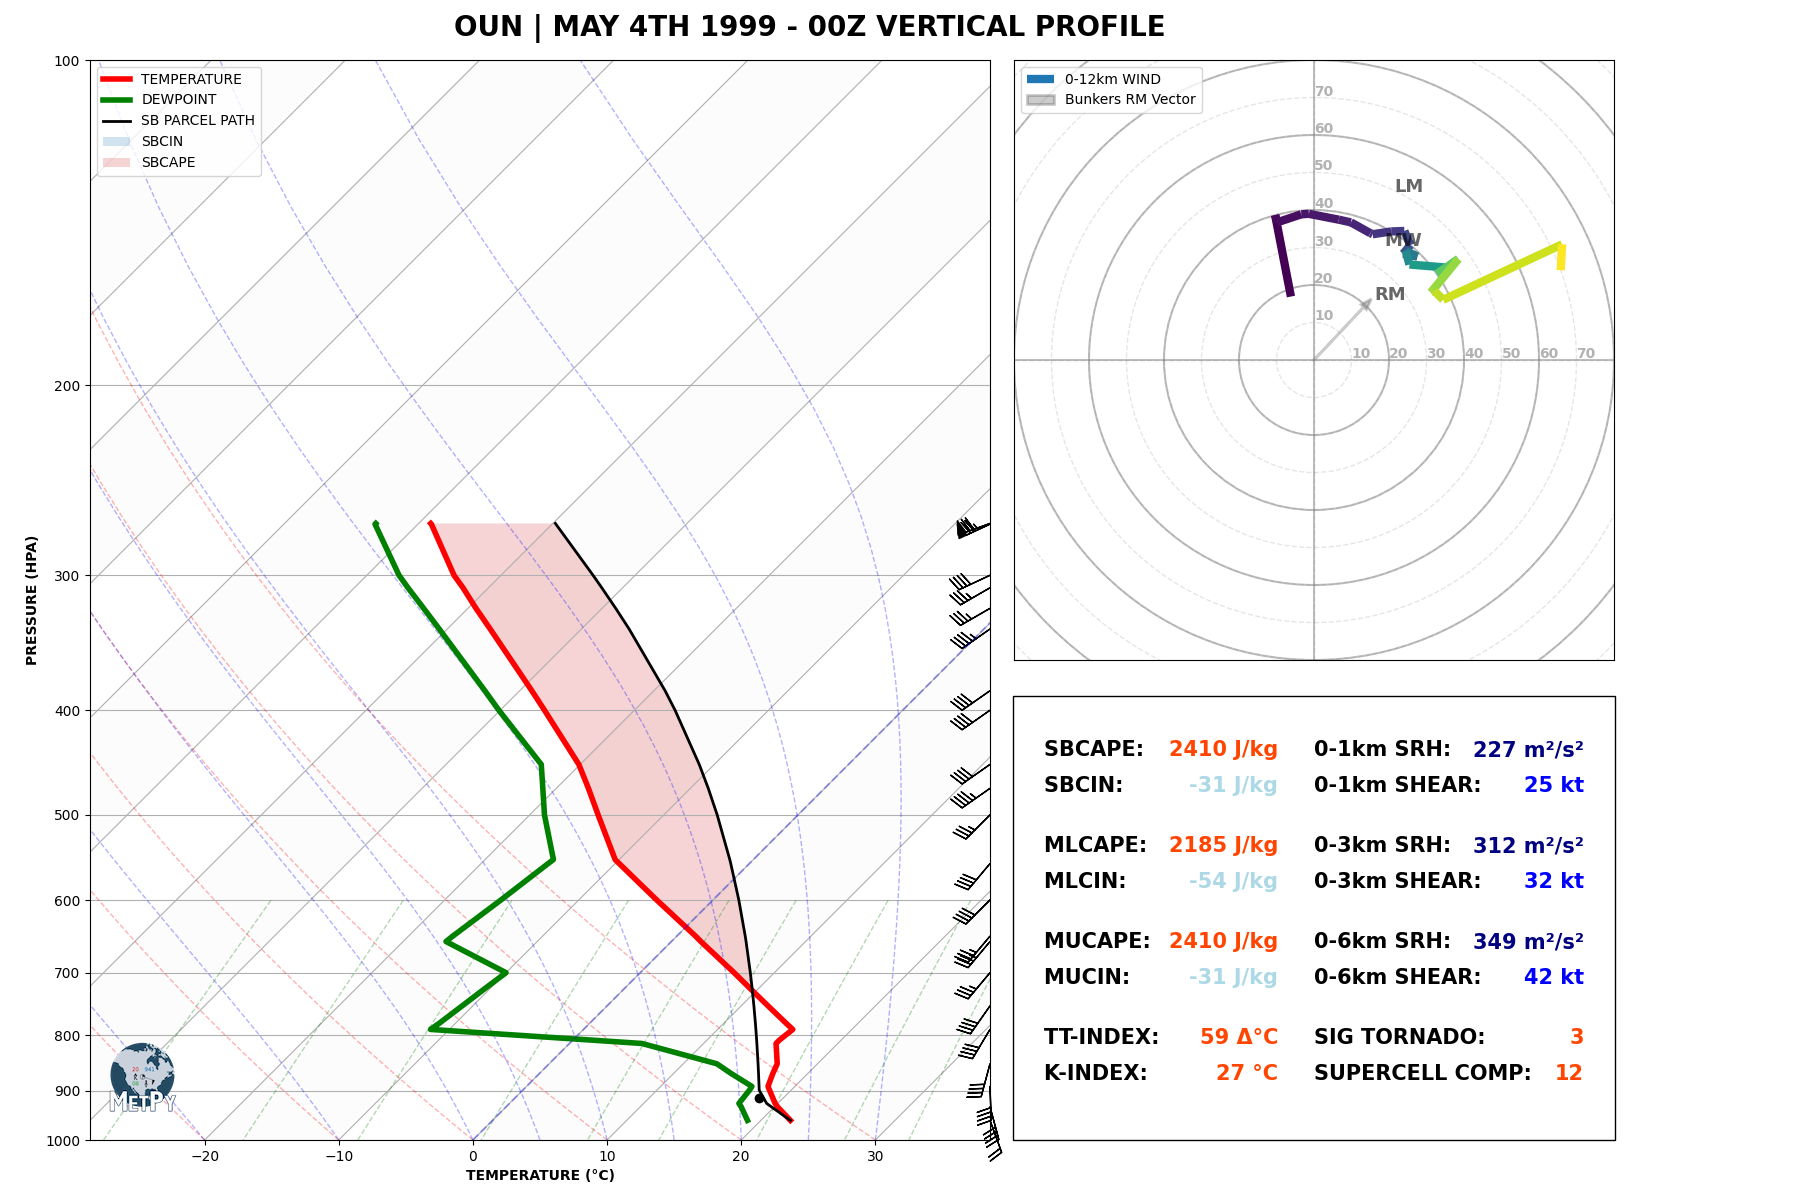 OUN | MAY 4TH 1999 - 00Z VERTICAL PROFILE
TEMPERATURE
DEWPOINT
SB PARCEL PATH
SBCIN
SBCAPE
100
200
300
400
500
600
700
800
900
1000
PRESSURE (HPA)
−20
−10
0
10
20
30
TEMPERATURE (°C)
METPY
0-12km WIND
Bunkers RM Vector
70
60
50
40
30
20
10
10
20
30
40
50
60
70
LM
MW
RM
SBCAPE: 2410 J/kg 0-1km SRH: 227 m²/s²
SBCIN: -31 J/kg 0-1km SHEAR: 25 kt
MLCAPE: 2185 J/kg 0-3km SRH: 312 m²/s²
MLCIN: -54 J/kg 0-3km SHEAR: 32 kt
MUCAPE: 2410 J/kg 0-6km SRH: 349 m²/s²
MUCIN: -31 J/kg 0-6km SHEAR: 42 kt
TT-INDEX: 59 Δ°C SIG TORNADO: 3
K-INDEX: 27 °C SUPERCELL COMP: 12